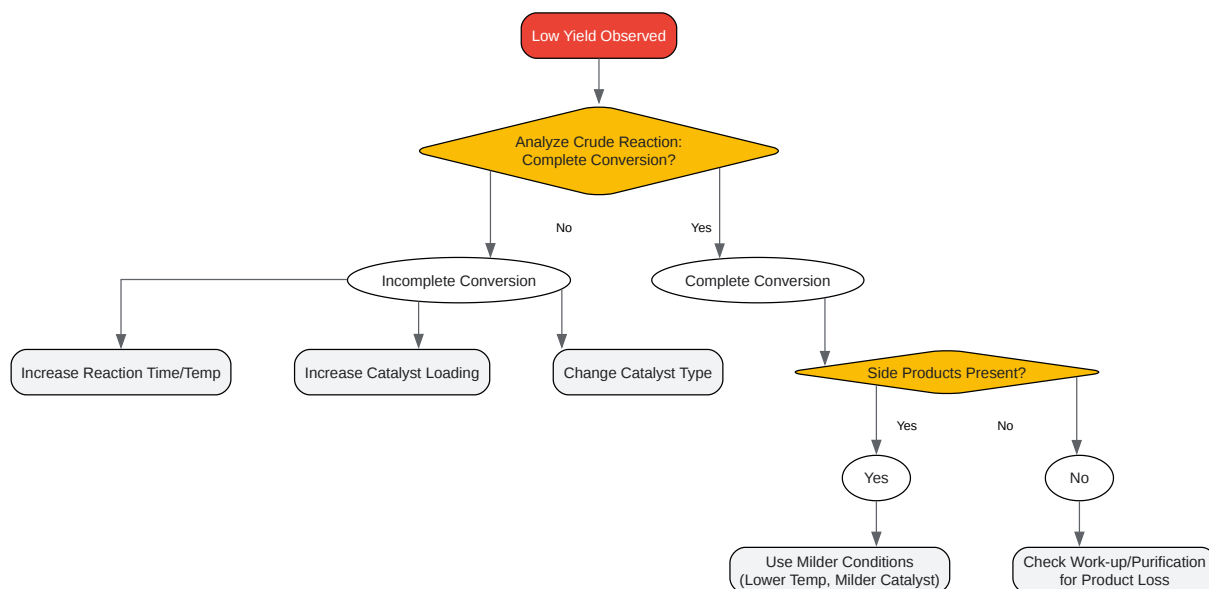 Low Yield Observed
Analyze Crude Reaction:
Complete Conversion?
No
Yes
Incomplete Conversion
Complete Conversion
Increase Reaction Time/Temp
Increase Catalyst Loading
Change Catalyst Type
Side Products Present?
Yes
No
Yes
No
Use Milder Conditions
(Lower Temp, Milder Catalyst)
Check Work-up/Purification
for Product Loss